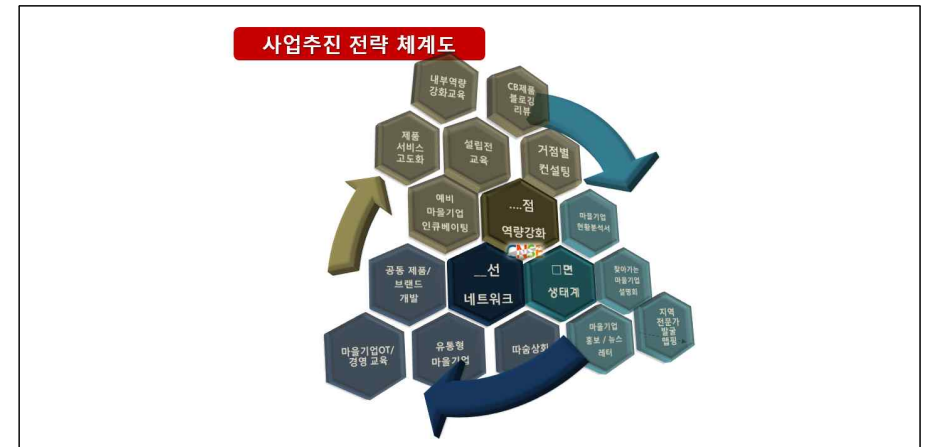 사업추진 전략 체계도
내부역량
강화교육
CB제품
블로깅
리뷰
제품
서비스
고도화
설립전
교육
거점별
컨설팅
예비
마을기업
인큐베이팅
....점
역량강화
마을기업
현황분석서
CNSE
공동 제품/
브랜드
개발
__선
네트워크
□면
생태계
찾아가는
마을기업
설명회
마을기업OT/
경영 교육
유통형
마을기업
따숨상회
마을기업
홍보 / 뉴스
레터
지역
전문가
발굴
맵핑